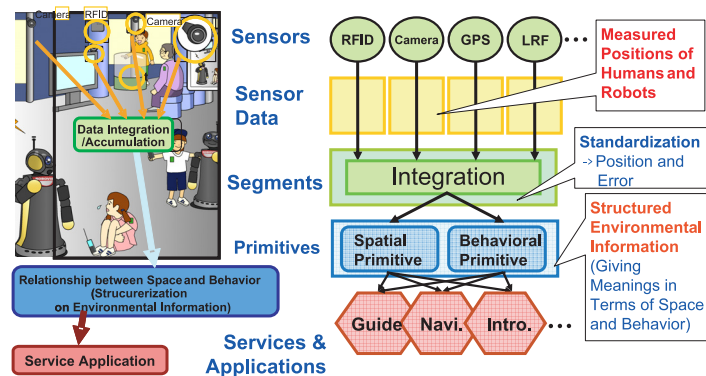 Camera
RFID
Camera
Data Integration
/Accumulation
Relationship between Space and Behavior
(Strucurerization
on Environmental Information)
Service Application
Sensors
RFID
Camera
GPS
LRF
Sensor
Data
Measured
Positions of
Humans and
Robots
Segments
Integration
Standardization
-> Position and
Error
Primitives
Spatial
Primitive
Behavioral
Primitive
Structured
Environmental
Information
(Giving
Meanings in
Terms of Space
and Behavior)
Services &
Applications
Guide
Navi.
Intro.